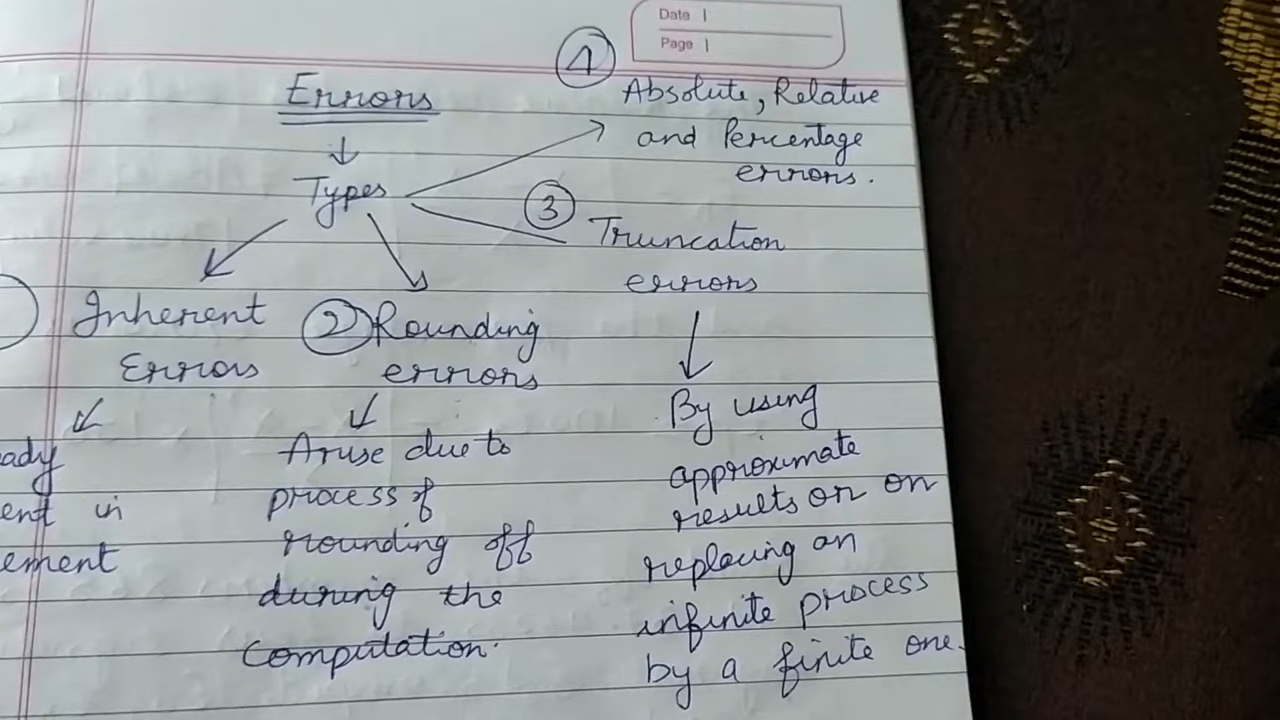 Date
Page
4
Errors
Absolute, Relative
and Percentage
errors.
Types
3
Truncation
errors
Inherent
Errors
2 Rounding
errors
By using
approximate
results or on
replacing an
infinite process
by a finite one.
ady
ent in
ement
Aruse due to
process of
rounding off
during the
computation.